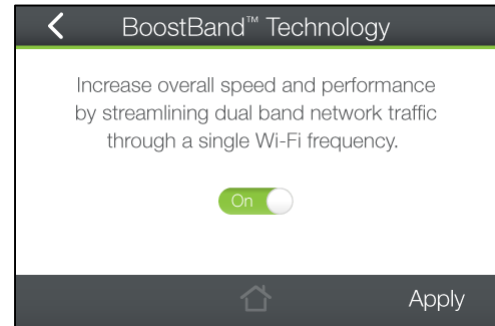 BoostBand™ Technology
Increase overall speed and performance
by streamlining dual band network traffic
through a single Wi-Fi frequency.
On
Apply